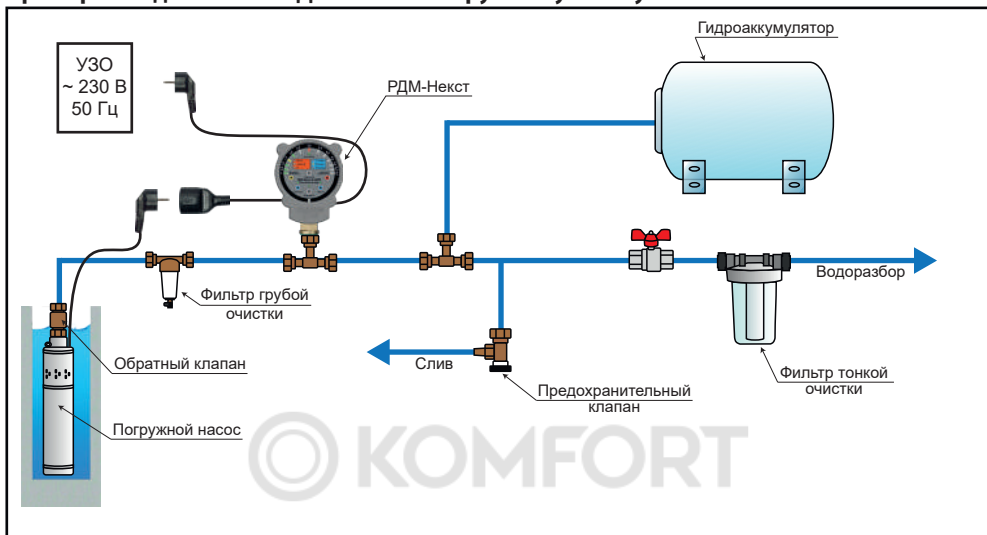 Гидроаккумулятор
УЗО
~ 230 В
50 Гц
РДМ-Некст
Водоразбор
Фильтр грубой
очистки
Обратный клапан
Слив
Предохранительный
клапан
Фильтр тонкой
очистки
Погружной насос
KOMFORT